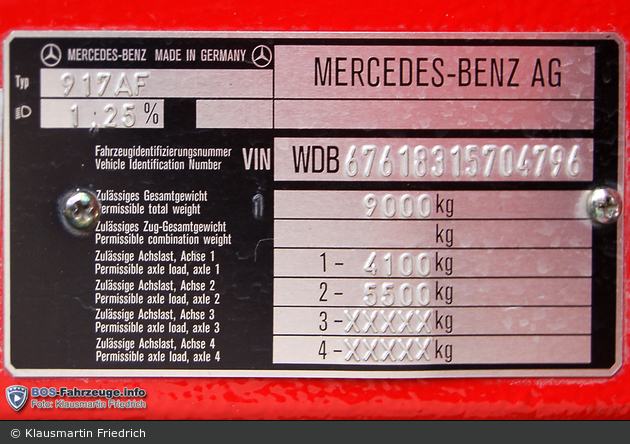 MERCEDES-BENZ MADE IN GERMANY
MERCEDES-BENZ AG
Typ 917AF
1:25 %
Fahrzeugidentifizierungsnummer
Vehicle Identification Number
VIN WDB67618315704796
Zulässiges Gesamtgewicht
Permissible total weight
1 9000 kg
Zulässiges Zug-Gesamtgewicht
Permissible combination weight
kg
Zulässige Achslast, Achse 1
Permissible axle load, axle 1
1 – 4100 kg
Zulässige Achslast, Achse 2
Permissible axle load, axle 2
2 – 5500 kg
Zulässige Achslast, Achse 3
Permissible axle load, axle 3
3 – XXXXX kg
Zulässige Achslast, Achse 4
Permissible axle load, axle 4
4 – XXXXX kg
BOS-Fahrzeuge.info
Foto: Klausmartin Friedrich
© Klausmartin Friedrich